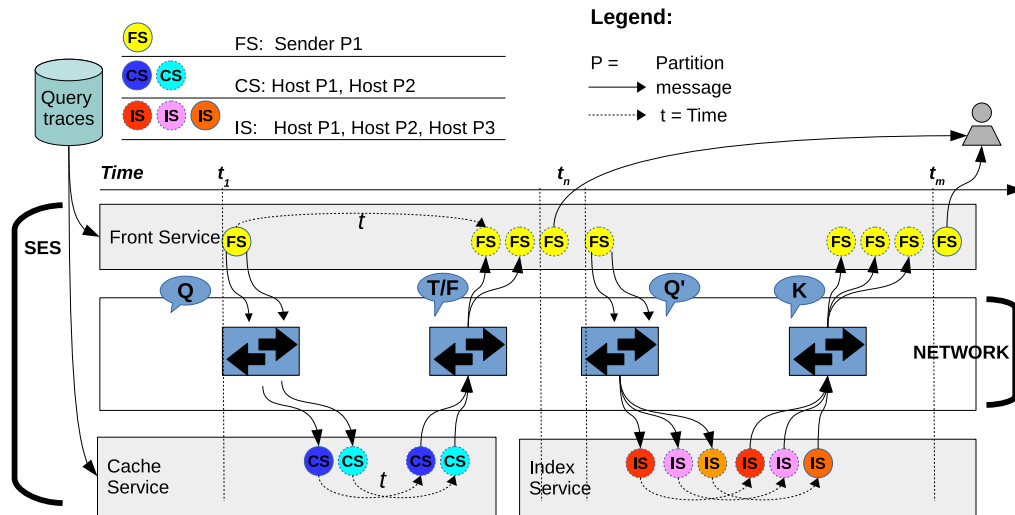 Legend:
FS
FS: Sender P1
CS CS
CS: Host P1, Host P2
IS IS IS
IS: Host P1, Host P2, Host P3
P = Partition
message
t = Time
Query
traces
Time t1 tn tm
SES
Front Service
FS t FS FS FS FS FS FS FS FS
Q T/F Q' K
NETWORK
Cache
Service
CS CS t CS CS
Index
Service
IS IS IS IS IS IS